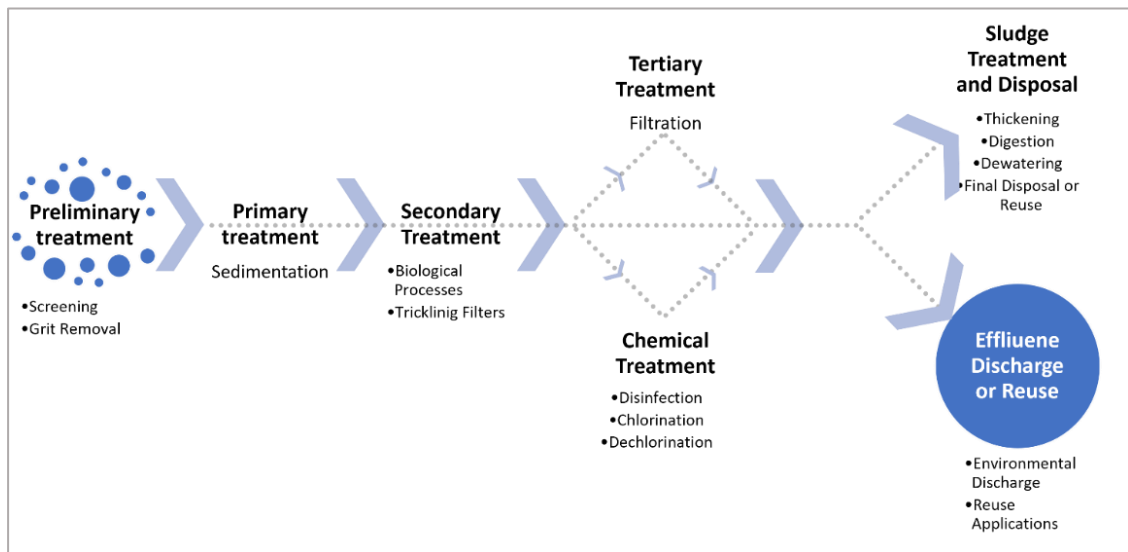 Preliminary
treatment
•Screening
•Grit Removal
Primary
treatment
Sedimentation
Secondary
Treatment
•Biological
Processes
•Tricklinig Filters
Tertiary
Treatment
Filtration
Chemical
Treatment
•Disinfection
•Chlorination
•Dechlorination
Sludge
Treatment
and Disposal
•Thickening
•Digestion
•Dewatering
•Final Disposal or
Reuse
Effliuene
Discharge
or Reuse
•Environmental
Discharge
•Reuse
Applications